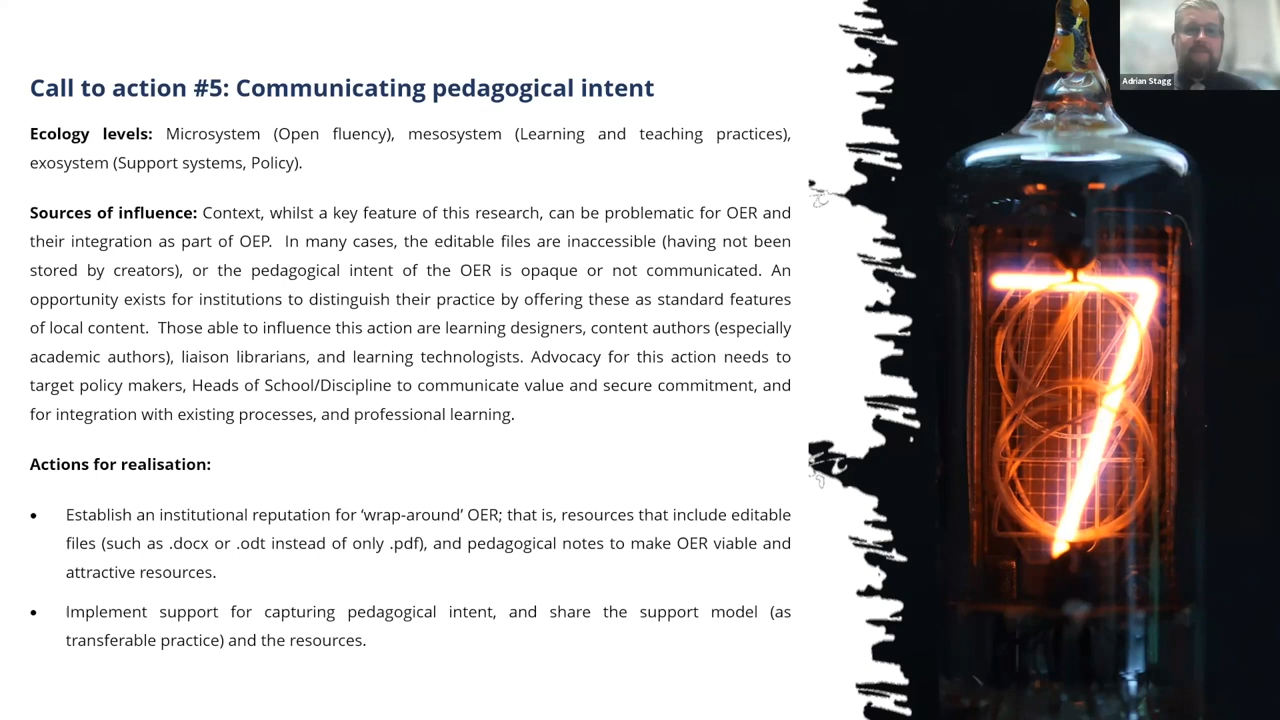 Adrian Stagg
Call to action #5: Communicating pedagogical intent
Ecology levels: Microsystem (Open fluency), mesosystem (Learning and teaching practices),
exosystem (Support systems, Policy).
Sources of influence: Context, whilst a key feature of this research, can be problematic for OER and
their integration as part of OEP.  In many cases, the editable files are inaccessible (having not been
stored by creators), or the pedagogical intent of the OER is opaque or not communicated. An
opportunity exists for institutions to distinguish their practice by offering these as standard features
of local content.  Those able to influence this action are learning designers, content authors (especially
academic authors), liaison librarians, and learning technologists. Advocacy for this action needs to
target policy makers, Heads of School/Discipline to communicate value and secure commitment, and
for integration with existing processes, and professional learning.
Actions for realisation:
• Establish an institutional reputation for ‘wrap-around’ OER; that is, resources that include editable
files (such as .docx or .odt instead of only .pdf), and pedagogical notes to make OER viable and
attractive resources.
• Implement support for capturing pedagogical intent, and share the support model (as
transferable practice) and the resources.
7